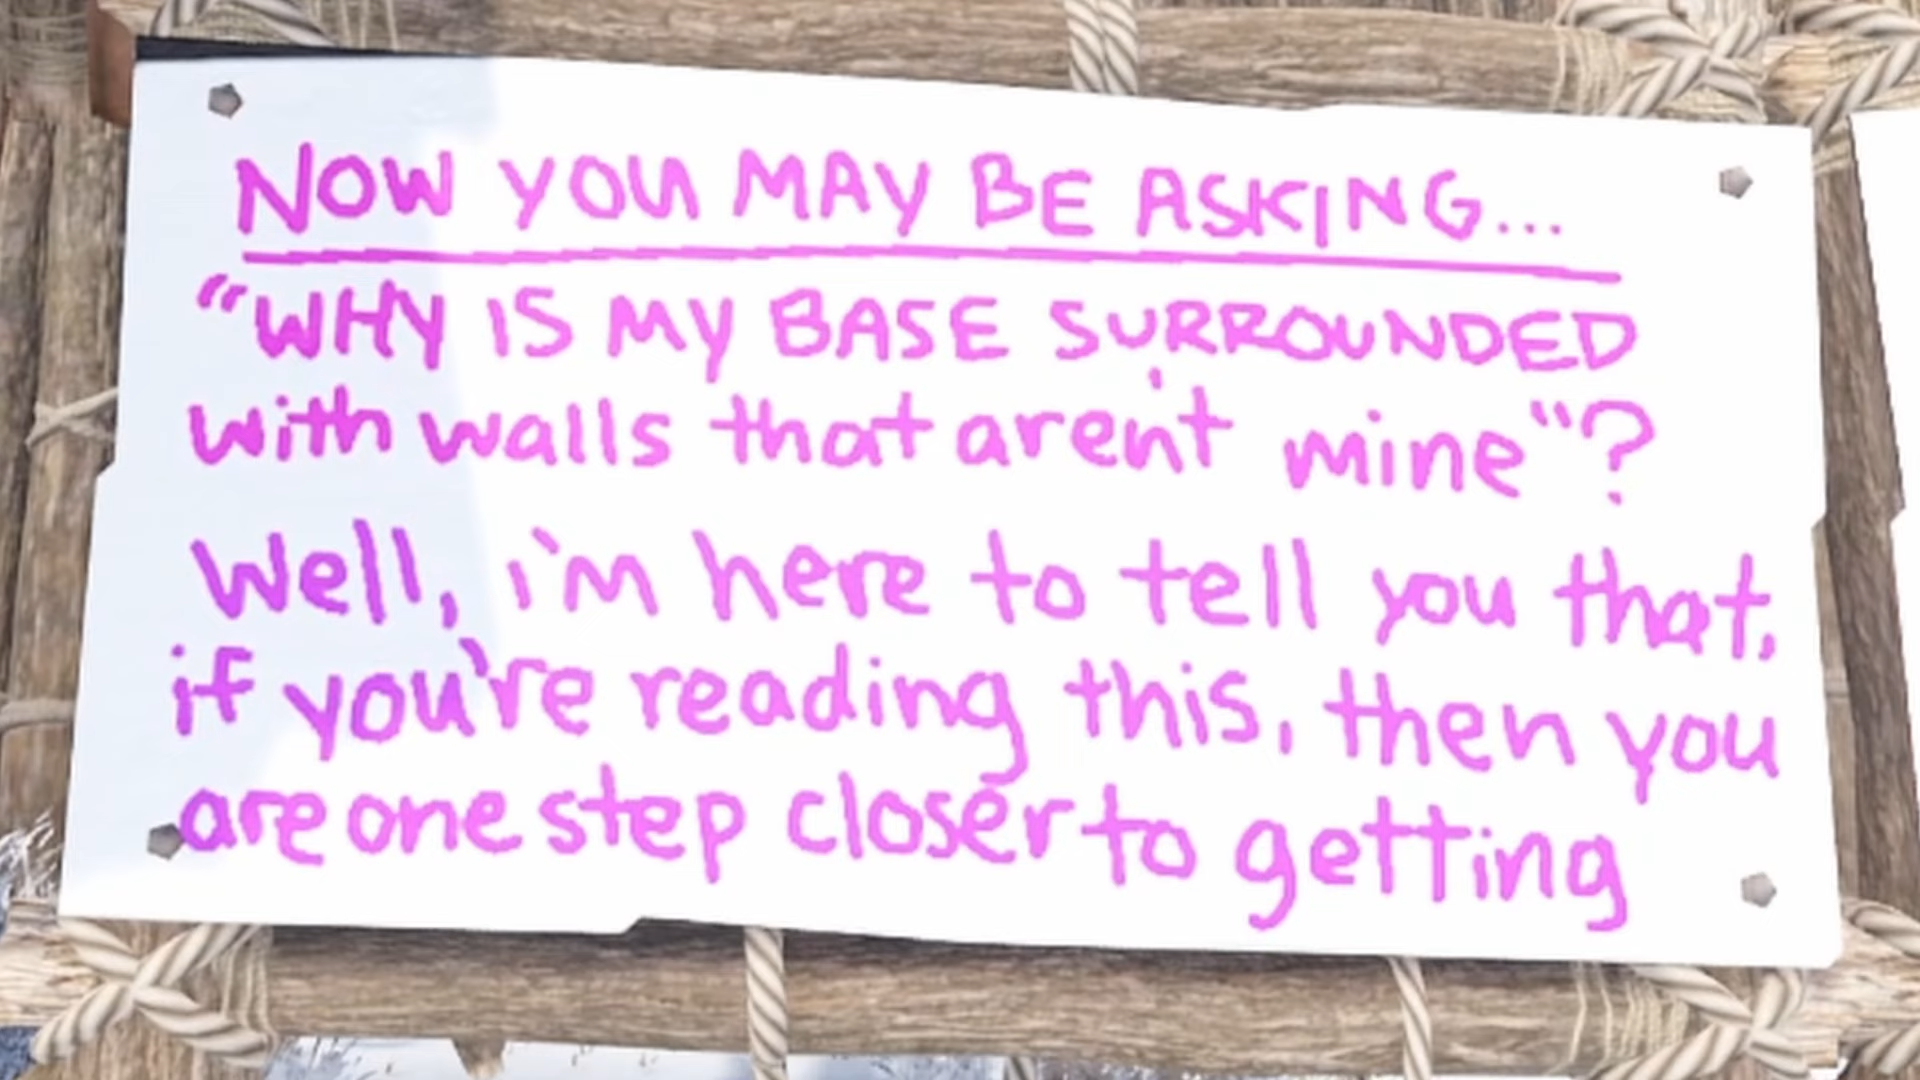 NOW YOU MAY BE ASKING...
"WHY IS MY BASE SURROUNDED
with walls that aren't mine"?
Well, i'm here to tell you that,
if you're reading this, then you
are one step closer to getting